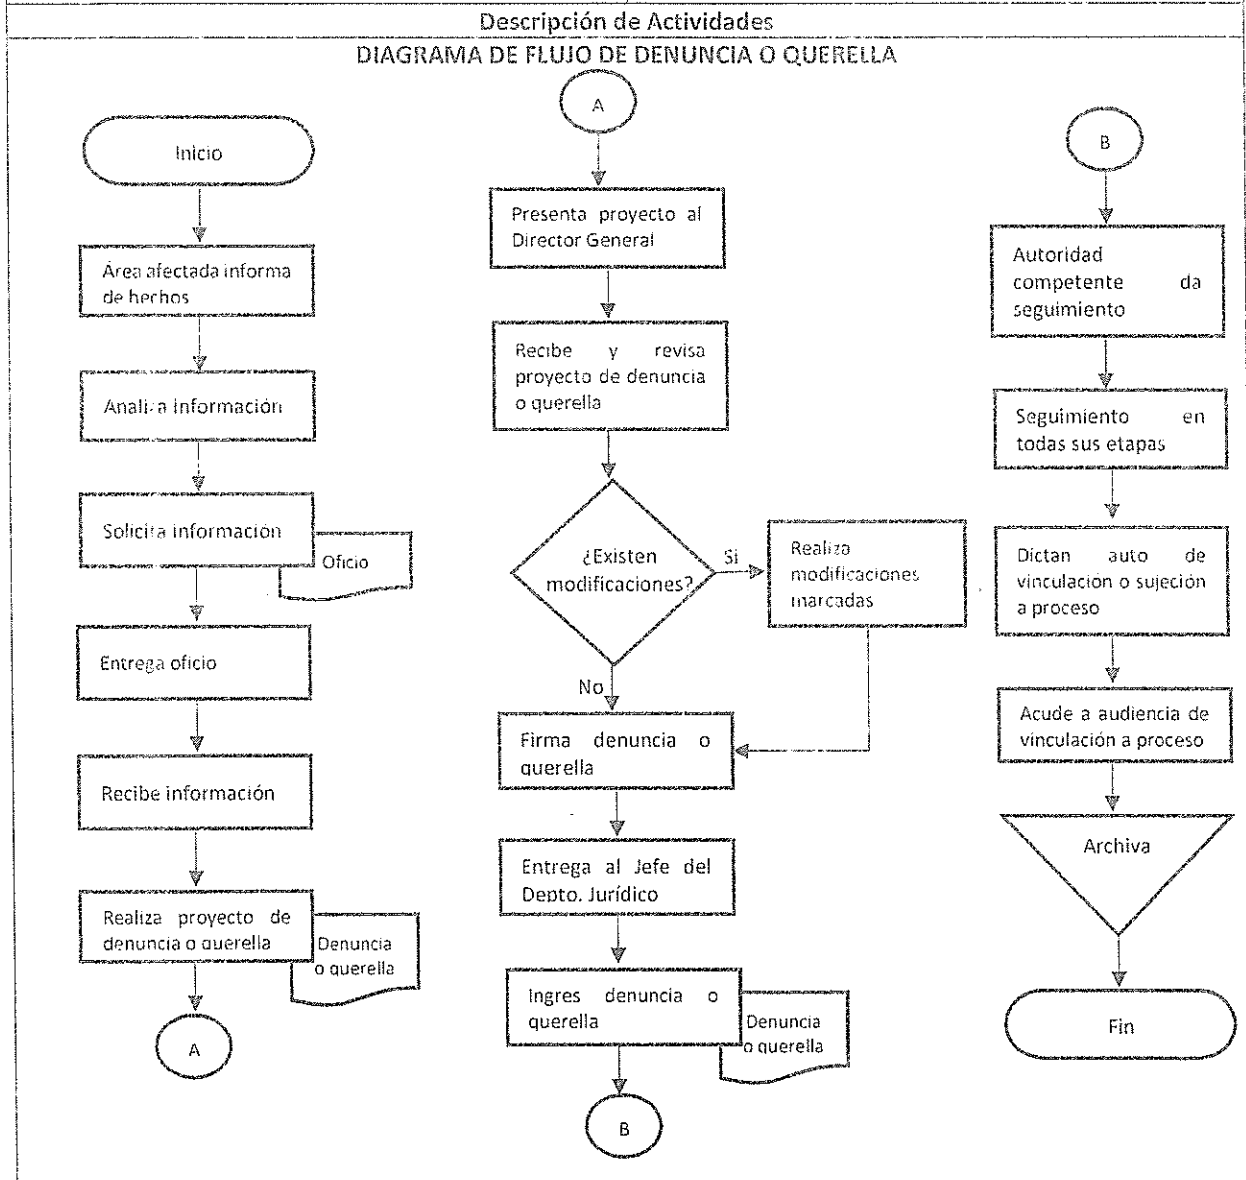 Descripción de Actividades
DIAGRAMA DE FLUJO DE DENUNCIA O QUERELLA
Inicio
Área afectada informa
de hechos
Analiza información
Solicita información
Oficio
Entrega oficio
Recibe información
Realiza proyecto de
denuncia o querella
Denuncia
o querella
A
A
Presenta proyecto al
Director General
Recibe y revisa
proyecto de denuncia
o querella
¿Existen
modificaciones?
Si
Realiza
modificaciones
marcadas
No
Firma denuncia o
querella
Entrega al Jefe del
Depto. Jurídico
Ingres denuncia o
querella
Denuncia
o querella
B
B
Autoridad
competente da
seguimiento
Seguimiento en
todas sus etapas
Dictan auto de
vinculación o sujeción
a proceso
Acude a audiencia de
vinculación a proceso
Archiva
Fin